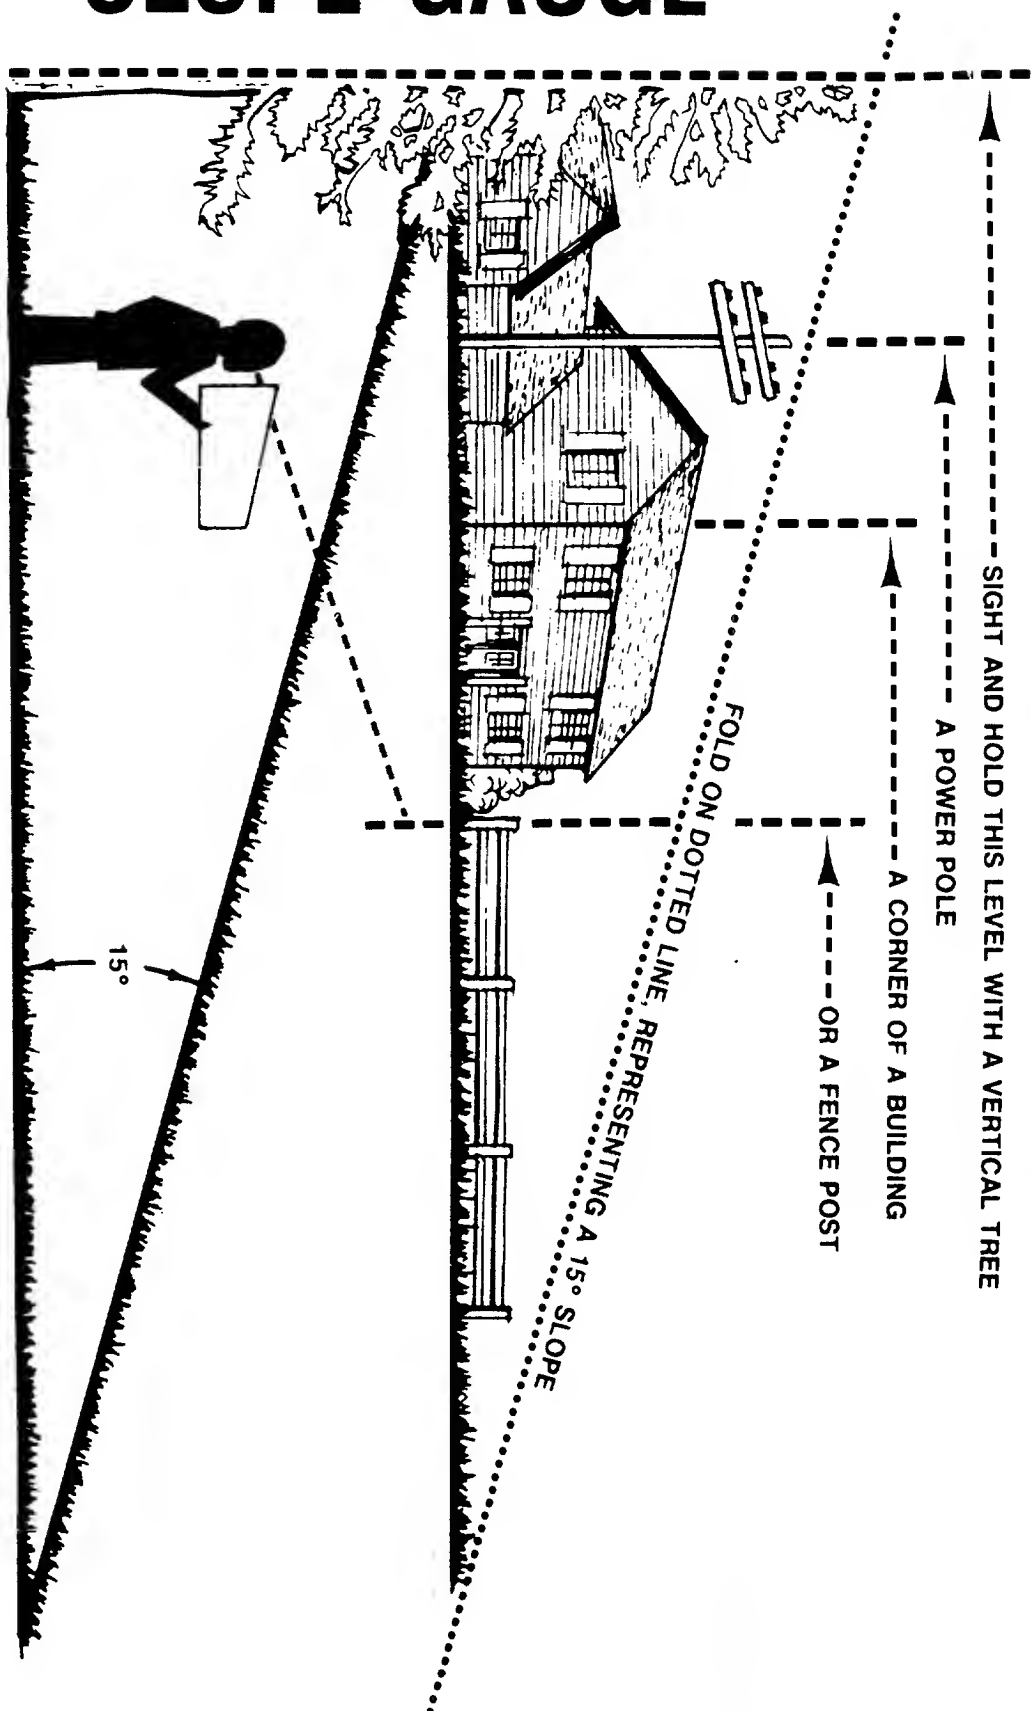 SLOPE GAUGE
SIGHT AND HOLD THIS LEVEL WITH A VERTICAL TREE
A POWER POLE
A CORNER OF A BUILDING
OR A FENCE POST
FOLD ON DOTTED LINE, REPRESENTING A 15° SLOPE
15°